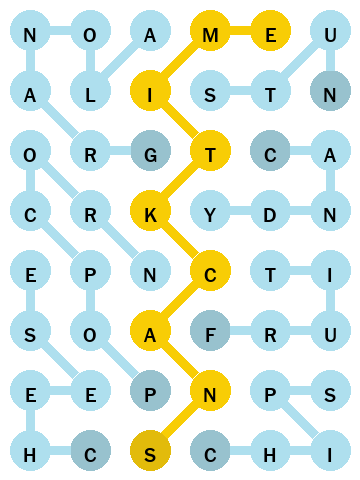 N O A M E U
A L I S T N
O R G T C A
C R K Y D N
E P N C T I
S O A F R U
E E P N P S
H C S C H I